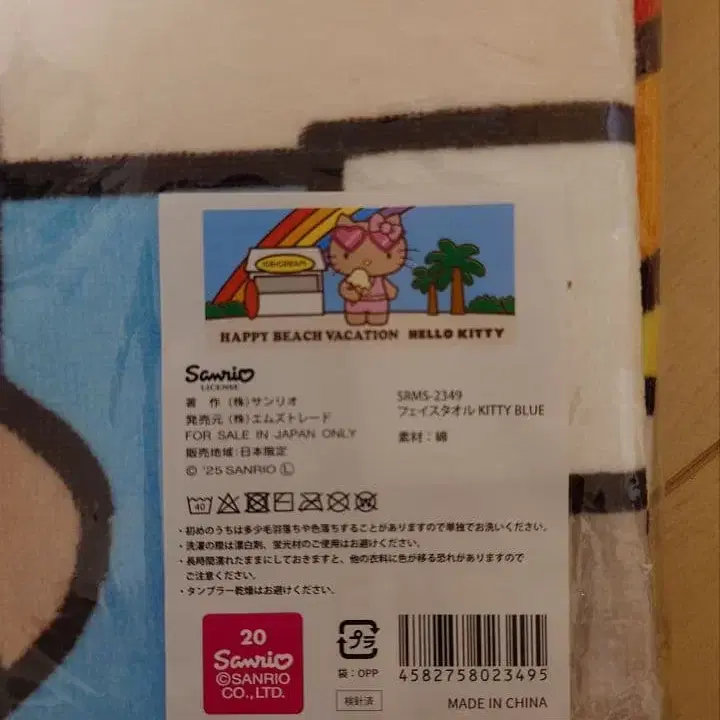 ICE CREAM
HAPPY BEACH VACATION HELLO KITTY
Sanrio
LICENSE
著 作 (株)サンリオ
発売元 (株)エムズトレード
FOR SALE IN JAPAN ONLY
販売地域:日本限定
© '25 SANRIO Ⓛ
SRMS-2349
フェイスタオル KITTY BLUE
素材:綿
40
・初めのうちは多少毛羽落ちや色落ちすることがありますので単独でお洗いください。
・洗濯の際は漂白剤、蛍光材のご使用はお避けください。
・長時間濡れたままにしておきますと、他の衣料に色が移る恐れがありますので
ご注意ください。
・タンブラー乾燥はお避けください。
20
Sanrio
©SANRIO
CO.,LTD.
プラ
袋:OPP
検針済
4582758023495
MADE IN CHINA